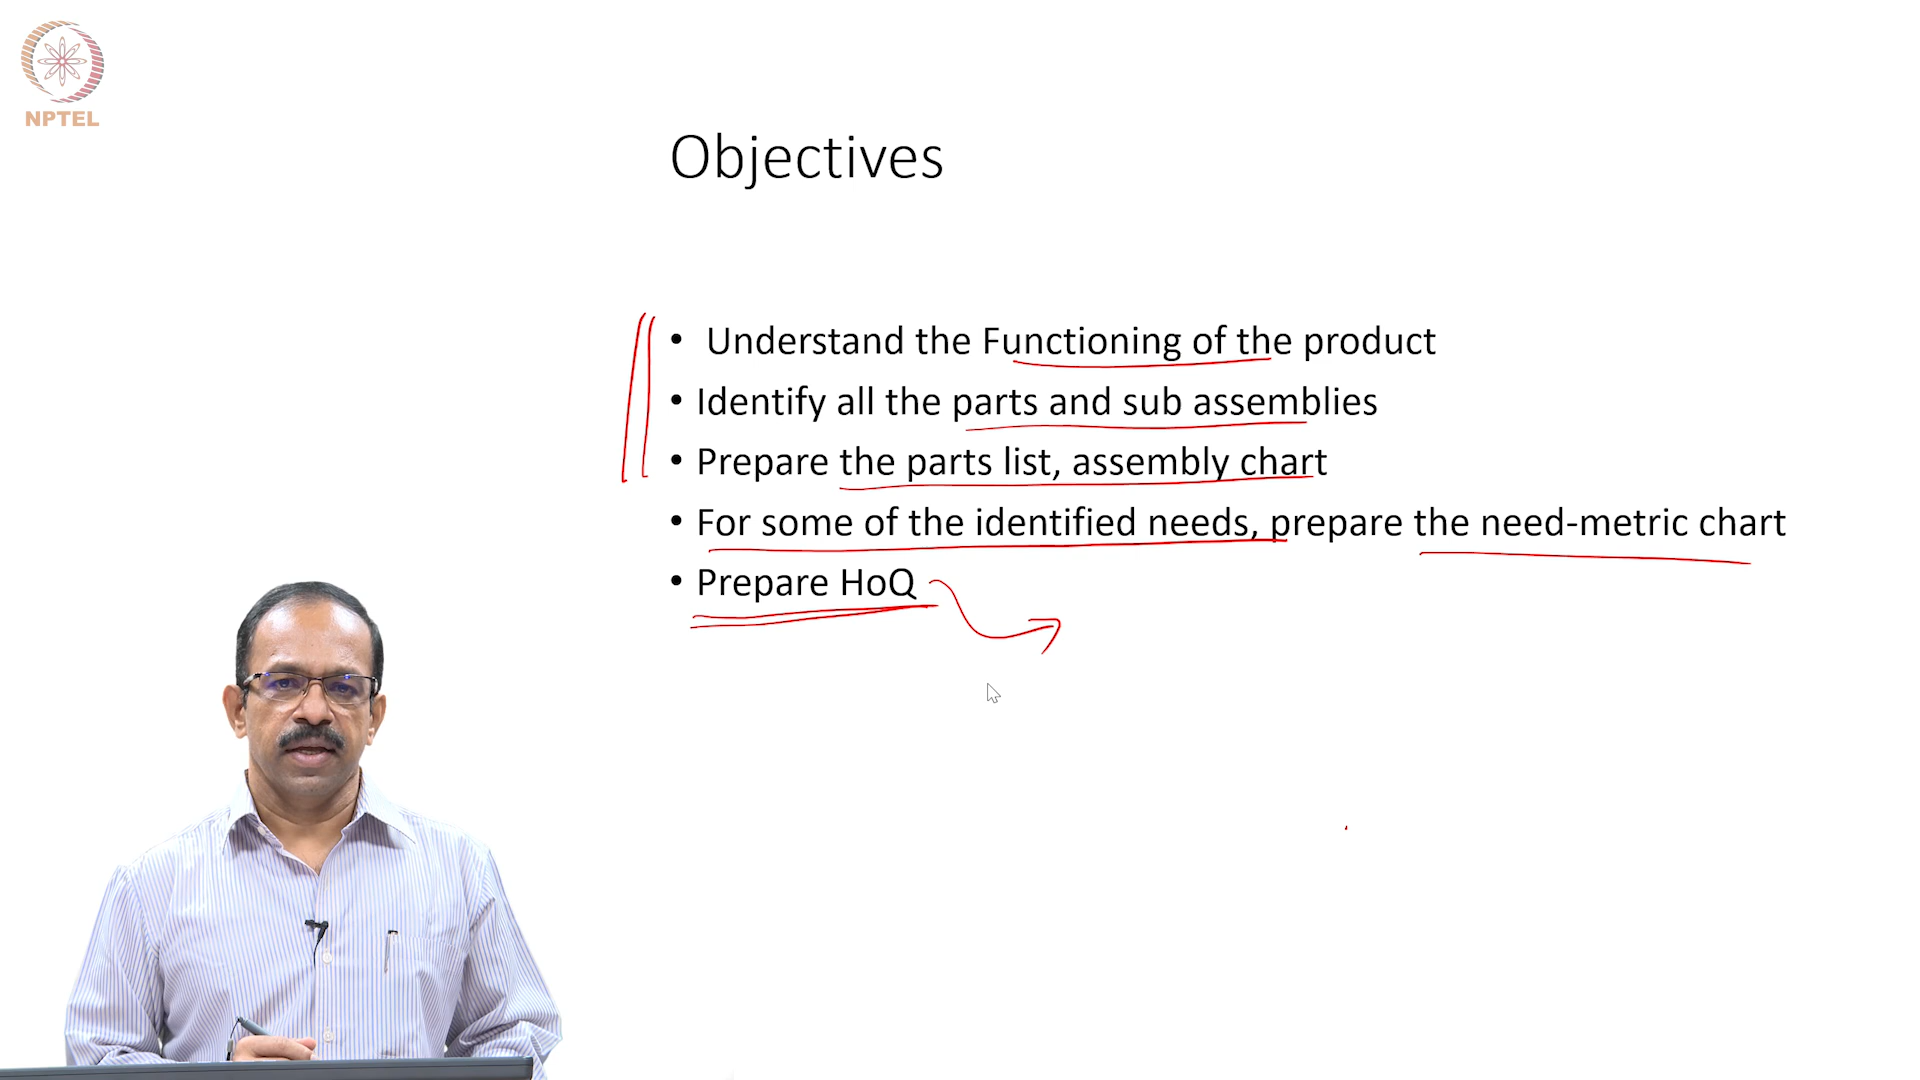 NPTEL
Objectives
• Understand the Functioning of the product
• Identify all the parts and sub assemblies
• Prepare the parts list, assembly chart
• For some of the identified needs, prepare the need-metric chart
• Prepare HoQ